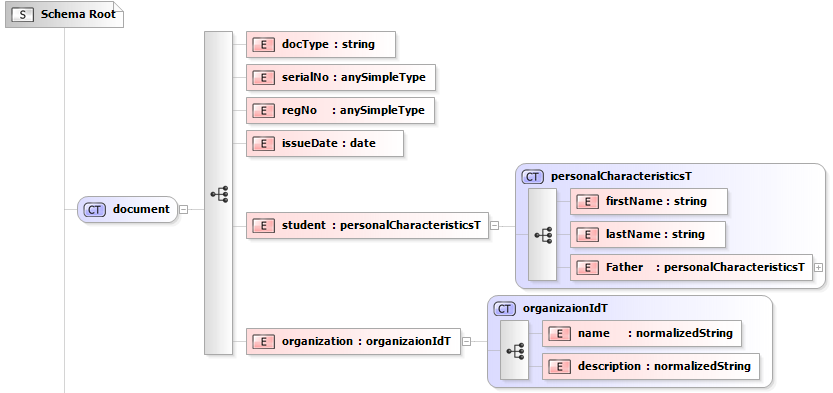 S Schema Root
E docType : string
E serialNo : anySimpleType
E regNo : anySimpleType
E issueDate : date
CT document
E student : personalCharacteristicsT
CT personalCharacteristicsT
E firstName : string
E lastName : string
E Father : personalCharacteristicsT
E organization : organizaionIdT
CT organizaionIdT
E name : normalizedString
E description : normalizedString